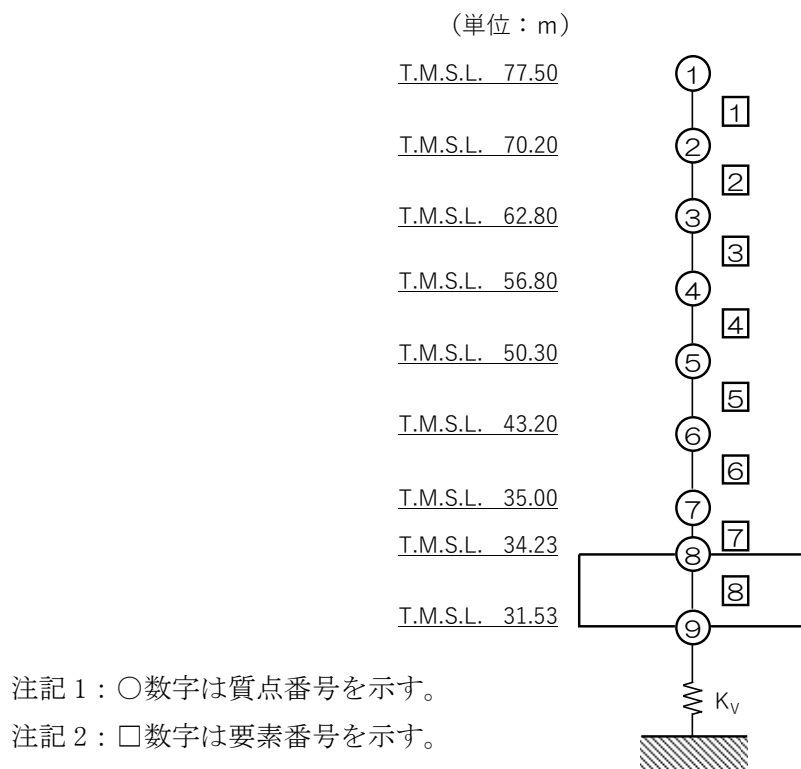 （単位：m）
T.M.S.L. 77.50 ①
1
T.M.S.L. 70.20 ②
2
T.M.S.L. 62.80 ③
3
T.M.S.L. 56.80 ④
4
T.M.S.L. 50.30 ⑤
5
T.M.S.L. 43.20 ⑥
6
T.M.S.L. 35.00 ⑦
7
T.M.S.L. 34.23 ⑧
8
T.M.S.L. 31.53 ⑨
注記1：○数字は質点番号を示す。
KV
注記2：□数字は要素番号を示す。